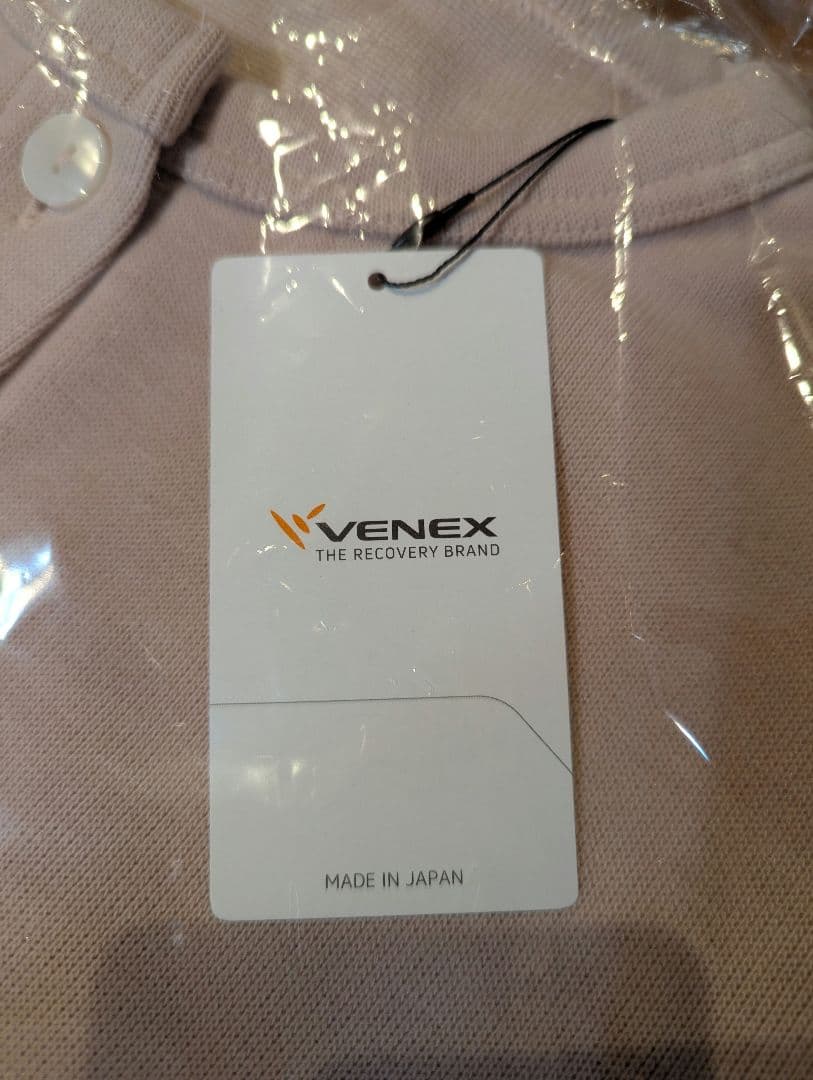 VENEX
THE RECOVERY BRAND
MADE IN JAPAN